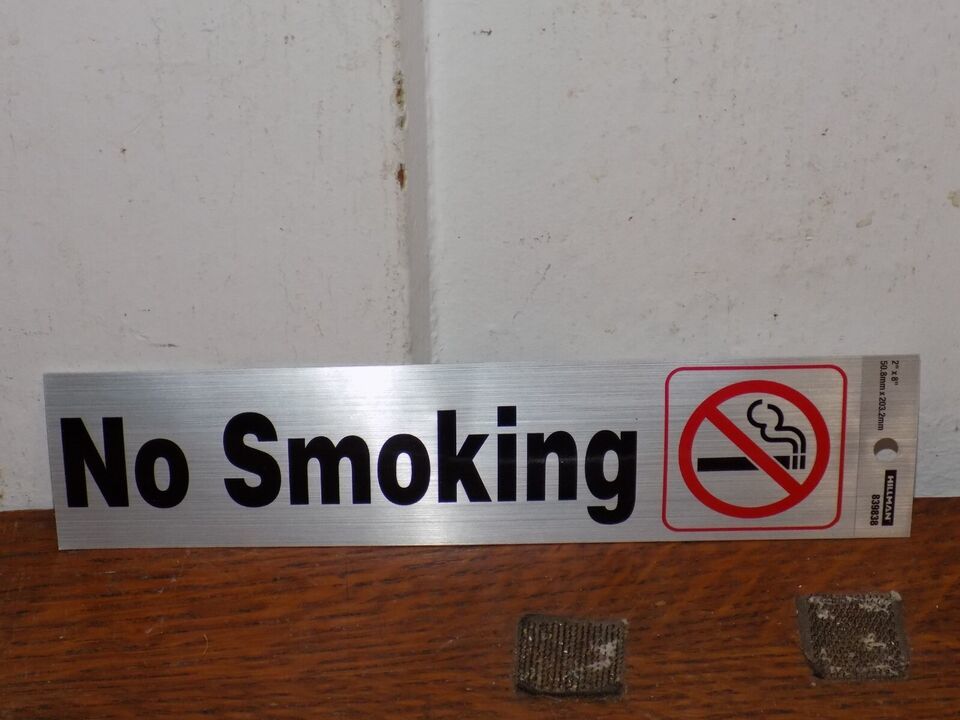 No Smoking
2" x 8"
50.8mm x 203.2mm
HILLMAN
839838